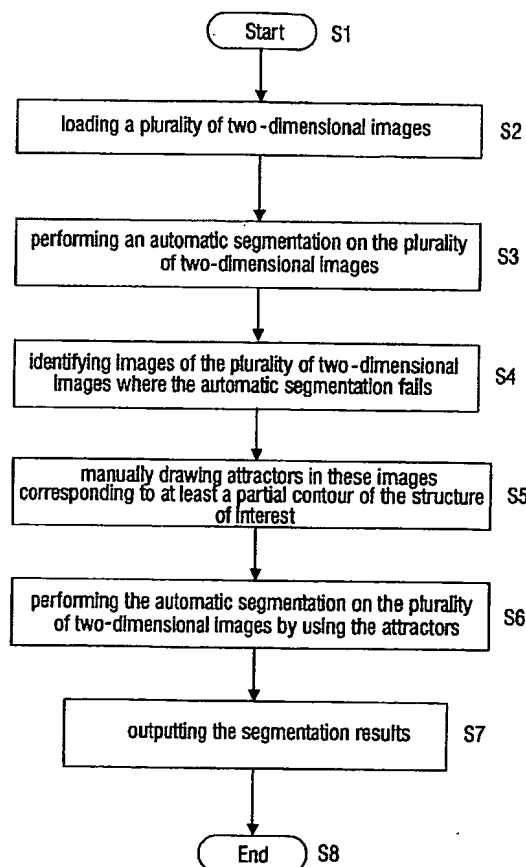 Start S1
loading a plurality of two-dimensional images S2
performing an automatic segmentation on the plurality
of two-dimensional images S3
identifying images of the plurality of two-dimensional
images where the automatic segmentation fails S4
manually drawing attractors in these images
corresponding to at least a partial contour of the structure
of interest S5
performing the automatic segmentation on the plurality
of two-dimensional images by using the attractors S6
outputting the segmentation results S7
End S8